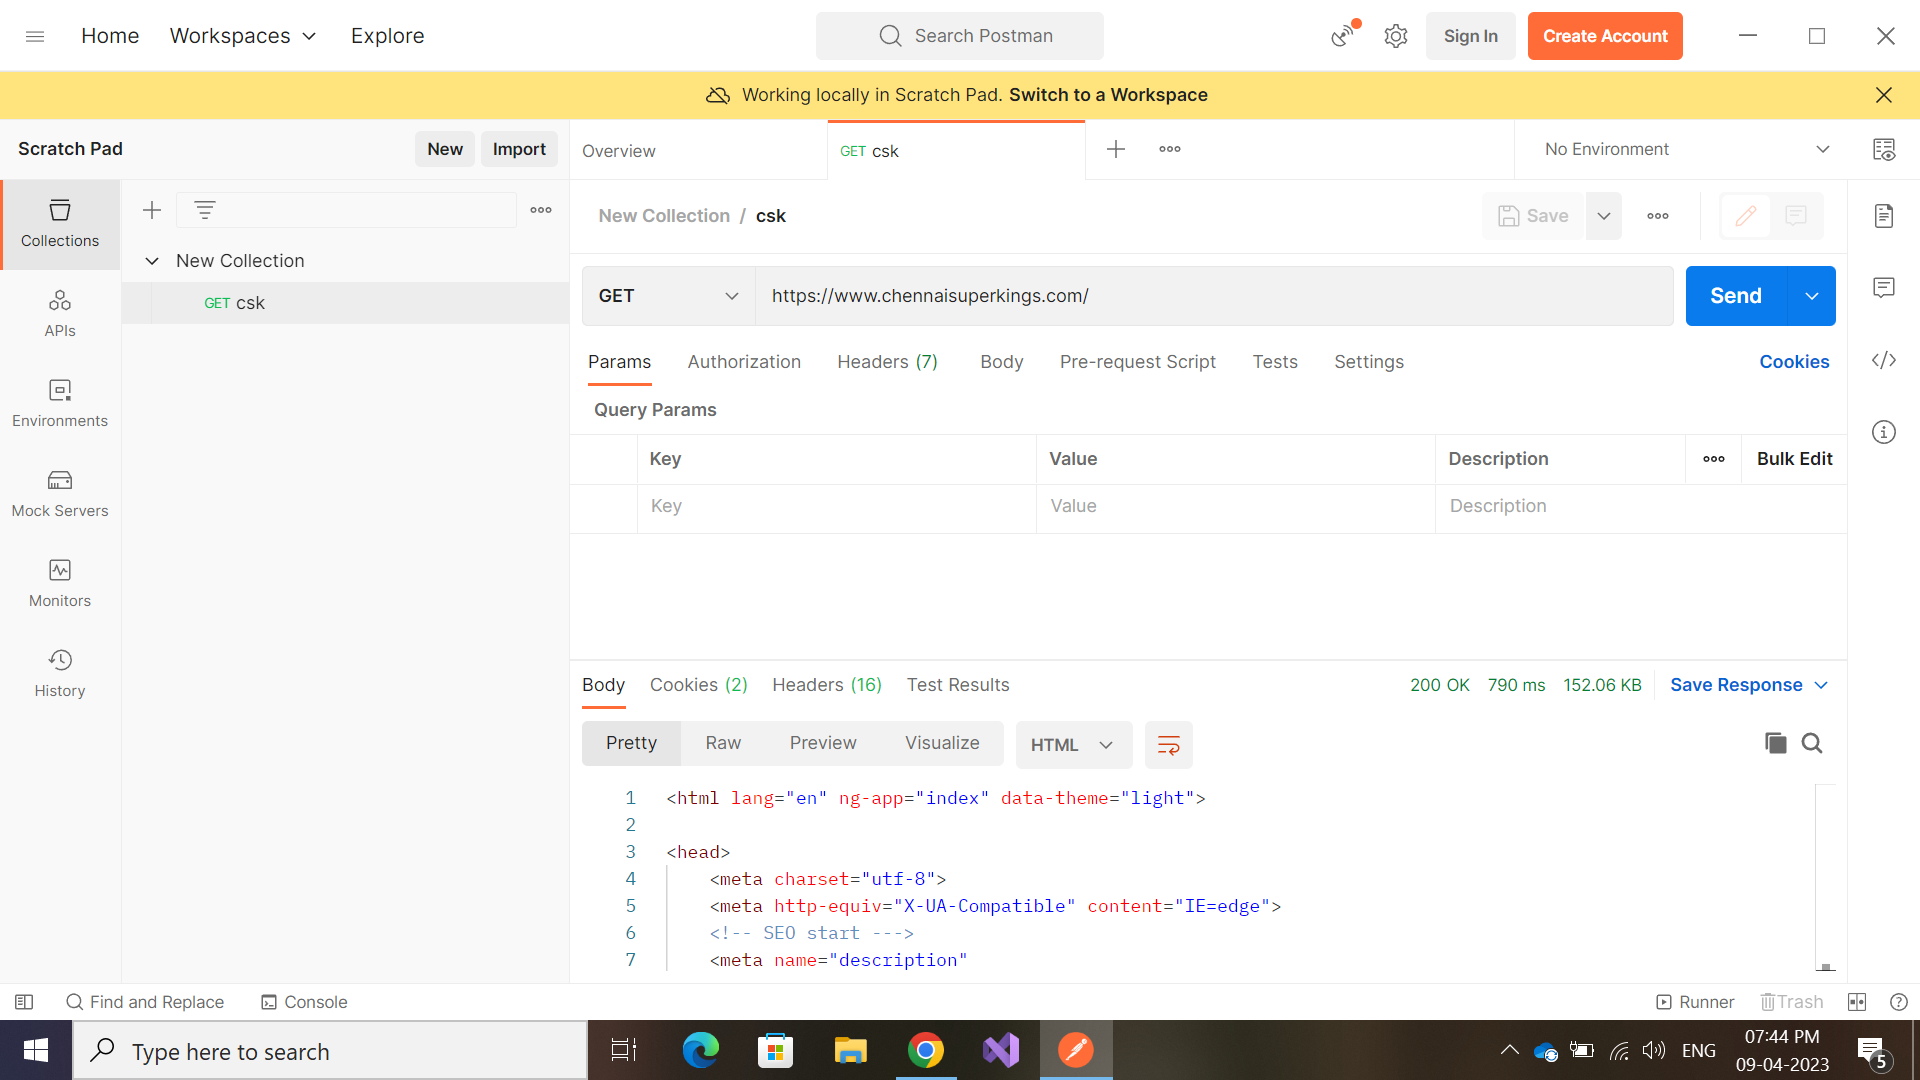 Home Workspaces Explore Search Postman Sign In Create Account
Working locally in Scratch Pad. Switch to a Workspace
Scratch Pad New Import Overview GET csk No Environment
Collections
APIs
Environments
Mock Servers
Monitors
History
New Collection
GET csk
New Collection / csk Save
GET https://www.chennaisuperkings.com/ Send
Params Authorization Headers (7) Body Pre-request Script Tests Settings Cookies
Query Params
Key Value Description Bulk Edit
Key Value Description
Body Cookies (2) Headers (16) Test Results 200 OK 790 ms 152.06 KB Save Response
Pretty Raw Preview Visualize HTML
1 <html lang="en" ng-app="index" data-theme="light">
2
3 <head>
4 <meta charset="utf-8">
5 <meta http-equiv="X-UA-Compatible" content="IE=edge">
6 <!-- SEO start --->
7 <meta name="description"
Find and Replace Console Runner Trash
Type here to search ENG 07:44 PM
09-04-2023 5